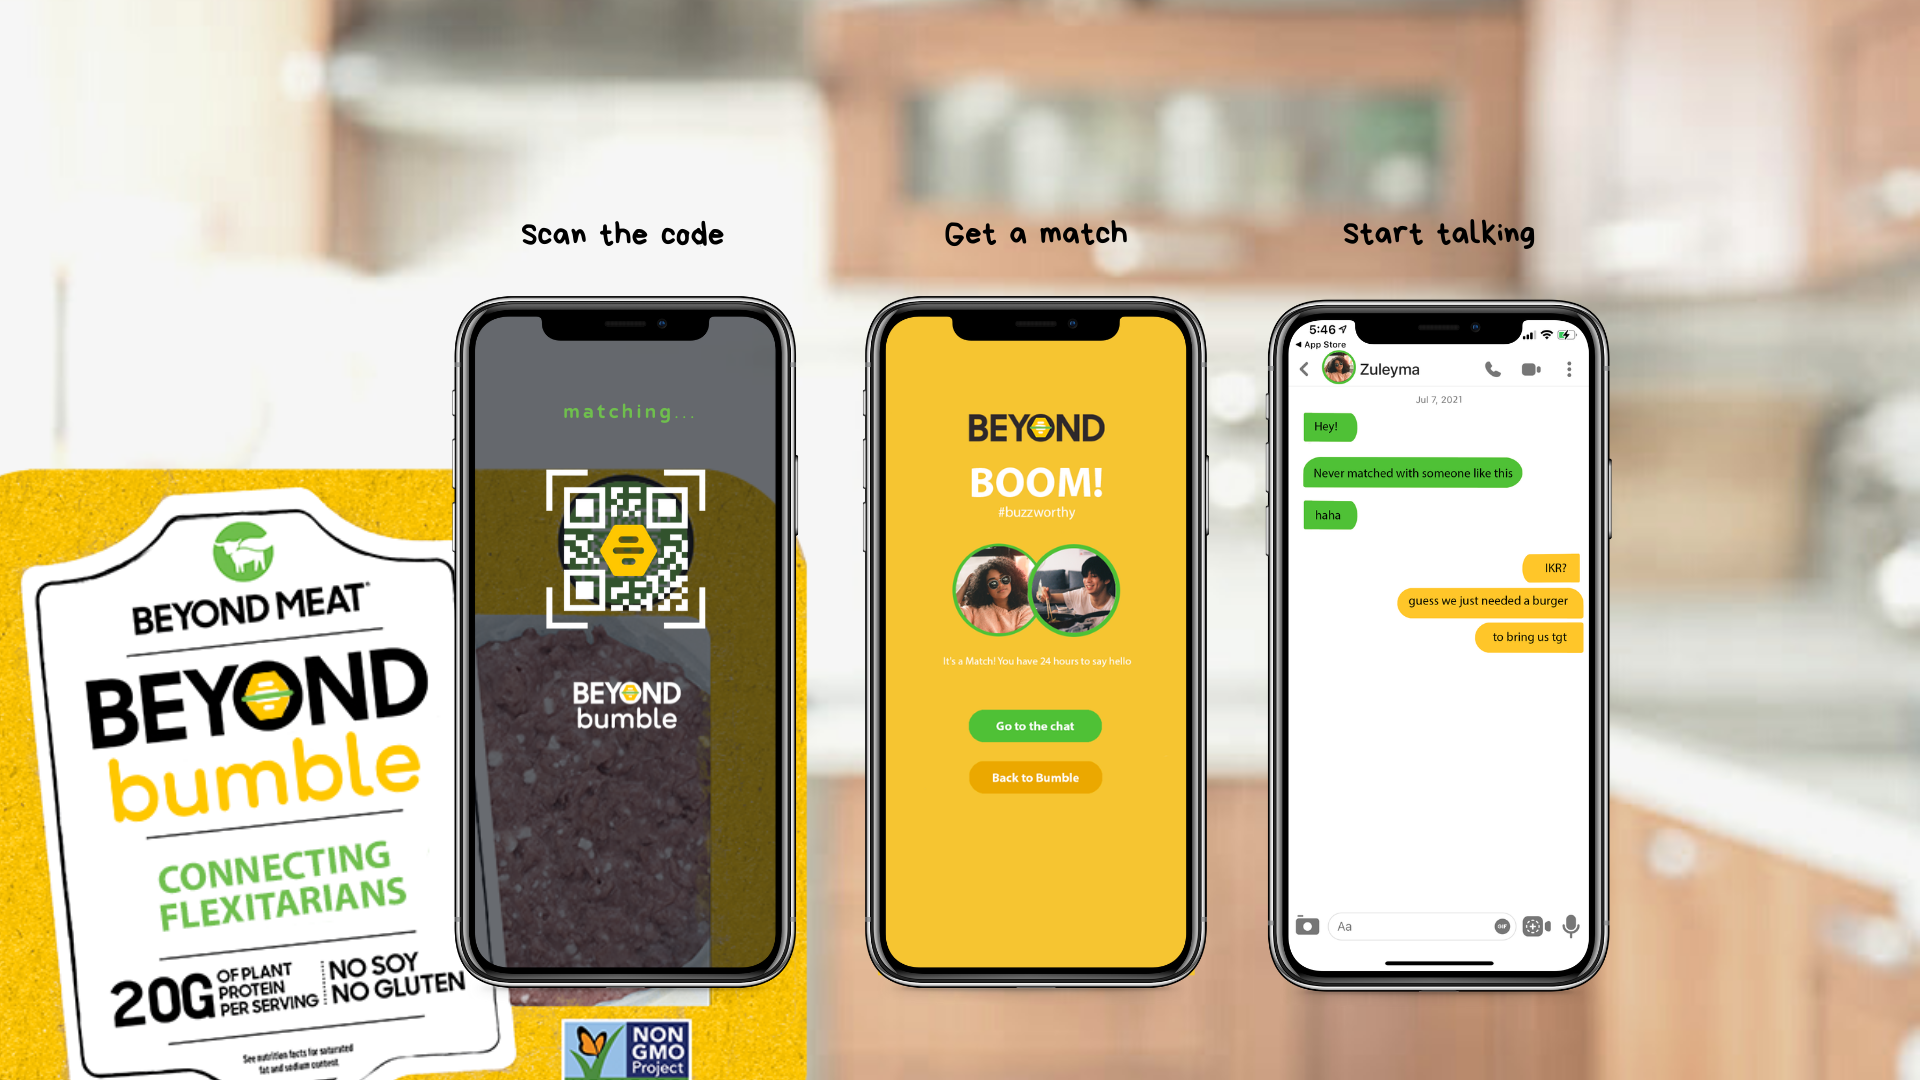 Scan the code
Get a match
Start talking
BEYOND MEAT®
BEYOND
bumble
CONNECTING
FLEXITARIANS
20G
OF PLANT
PROTEIN
PER SERVING
NO SOY
NO GLUTEN
See nutrition facts for saturated
fat and sodium content
NON
GMO
Project
matching...
BEYOND
bumble
BEYOND
BOOM!
#buzzworthy
It's a Match! You have 24 hours to say hello
Go to the chat
Back to Bumble
5:46
App Store
Zuleyma
Jul 7, 2021
Hey!
Never matched with someone like this
haha
IKR?
guess we just needed a burger
to bring us tgt
Aa
GIF